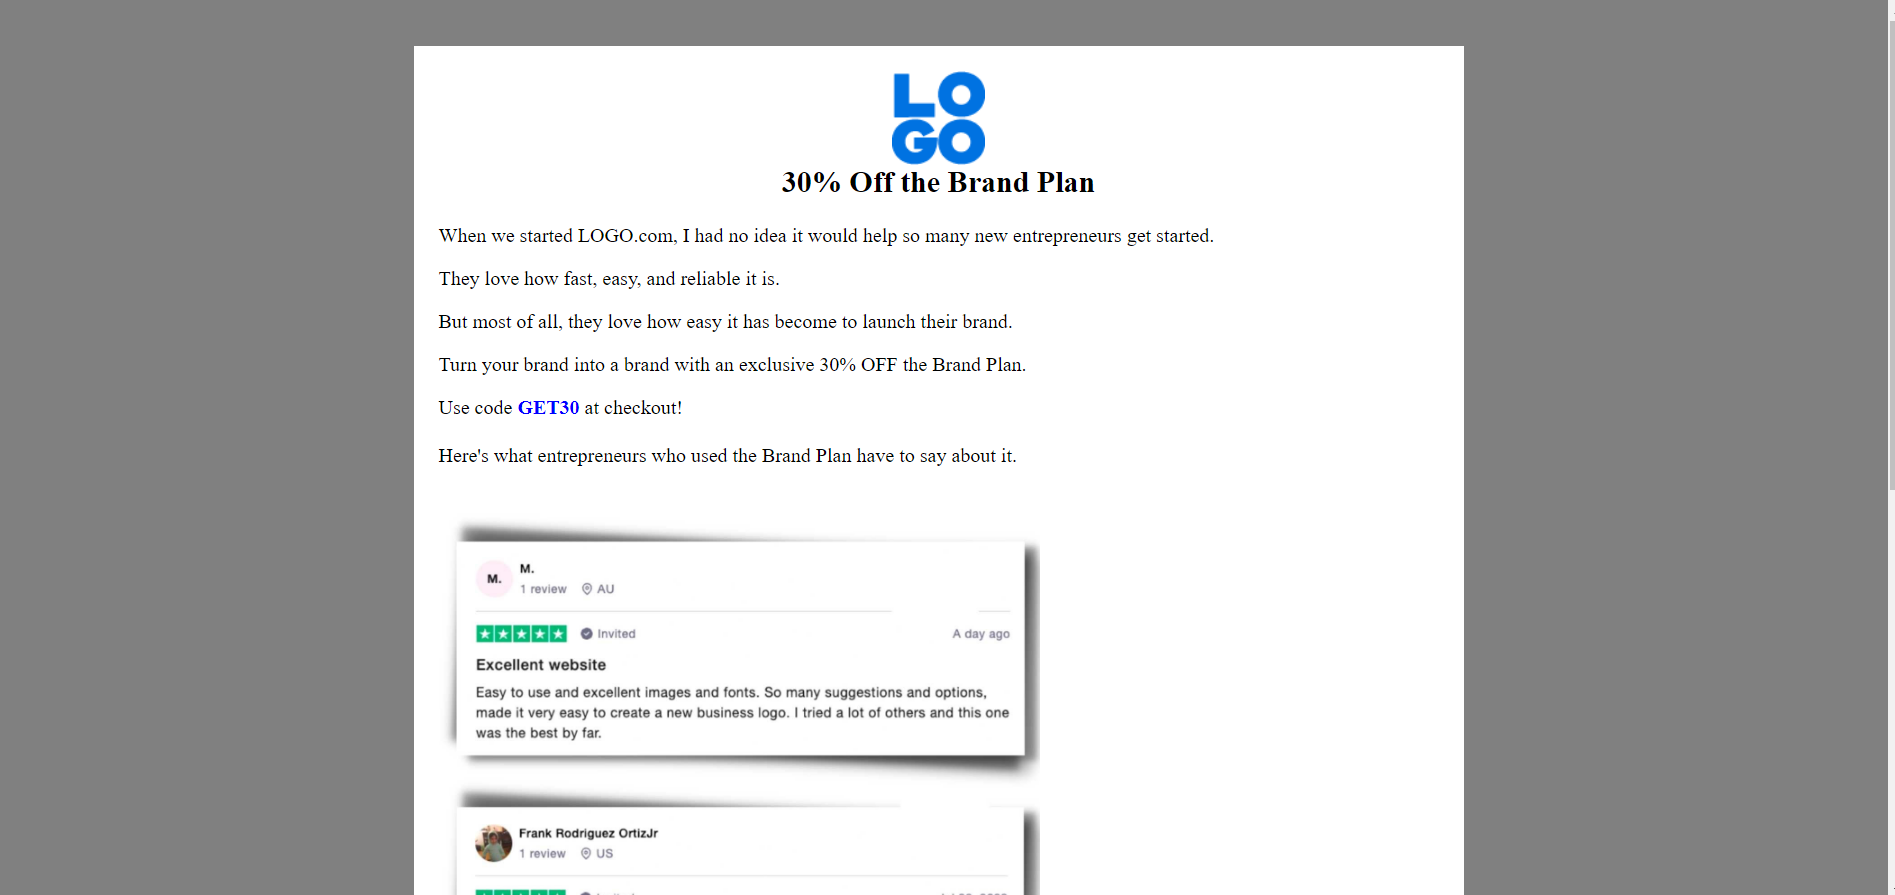 LO
GO
30% Off the Brand Plan
When we started LOGO.com, I had no idea it would help so many new entrepreneurs get started.
They love how fast, easy, and reliable it is.
But most of all, they love how easy it has become to launch their brand.
Turn your brand into a brand with an exclusive 30% OFF the Brand Plan.
Use code GET30 at checkout!
Here's what entrepreneurs who used the Brand Plan have to say about it.
M.
M.
1 review AU
Invited A day ago
Excellent website
Easy to use and excellent images and fonts. So many suggestions and options,
made it very easy to create a new business logo. I tried a lot of others and this one
was the best by far.
Frank Rodriguez OrtizJr
1 review US